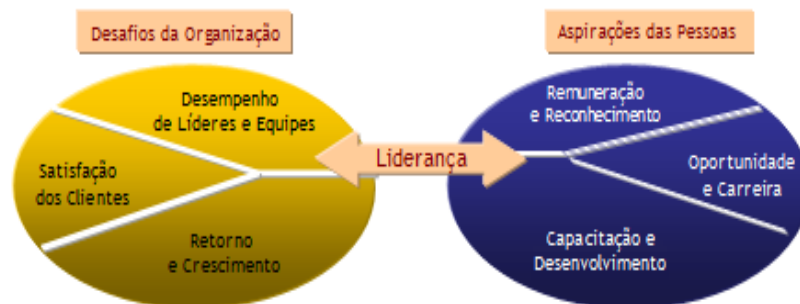 Desafios da Organização
Aspirações das Pessoas
Desempenho
de Líderes e Equipes
Satisfação
dos Clientes
Retorno
e Crescimento
Liderança
Remuneração
e Reconhecimento
Oportunidade
e Carreira
Capacitação e
Desenvolvimento